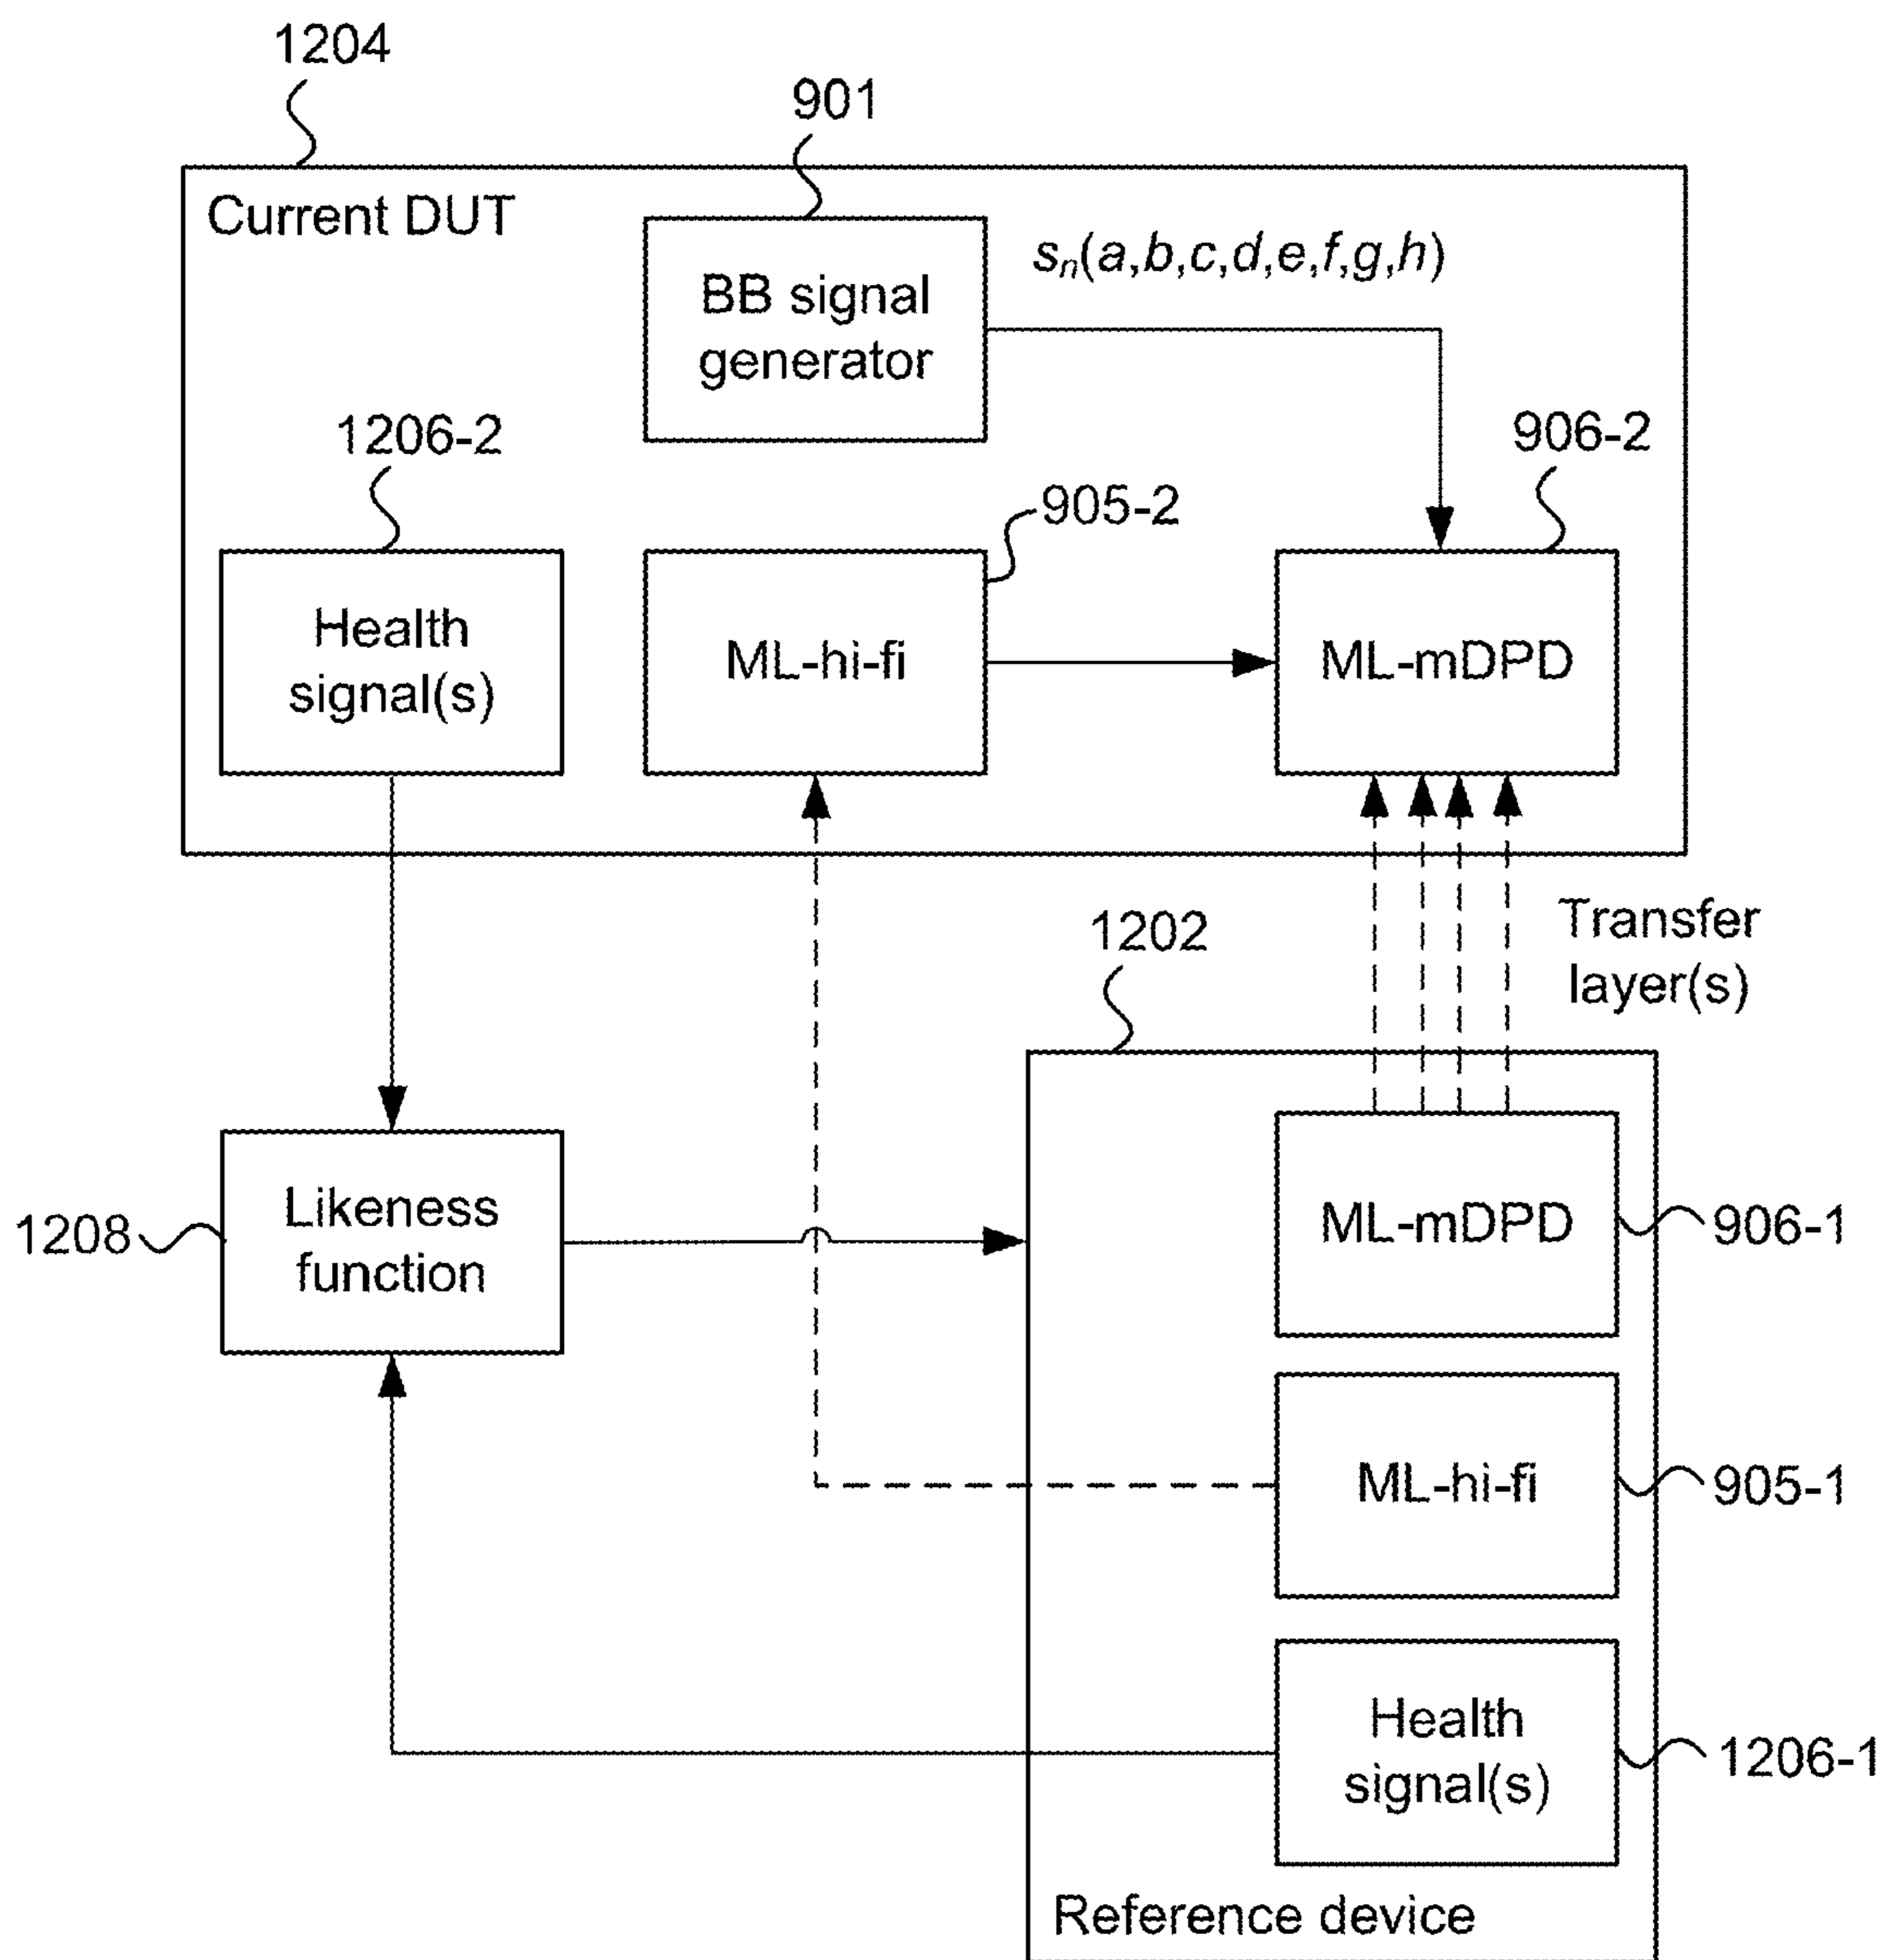 1204
901
Current DUT
BB signal
generator
sₙ(a,b,c,d,e,f,g,h)
1206-2
906-2
905-2
Health
signal(s)
ML-hi-fi
ML-mDPD
Transfer
layer(s)
1202
1208
Likeness
function
ML-mDPD
906-1
ML-hi-fi
905-1
Health
signal(s)
1206-1
Reference device